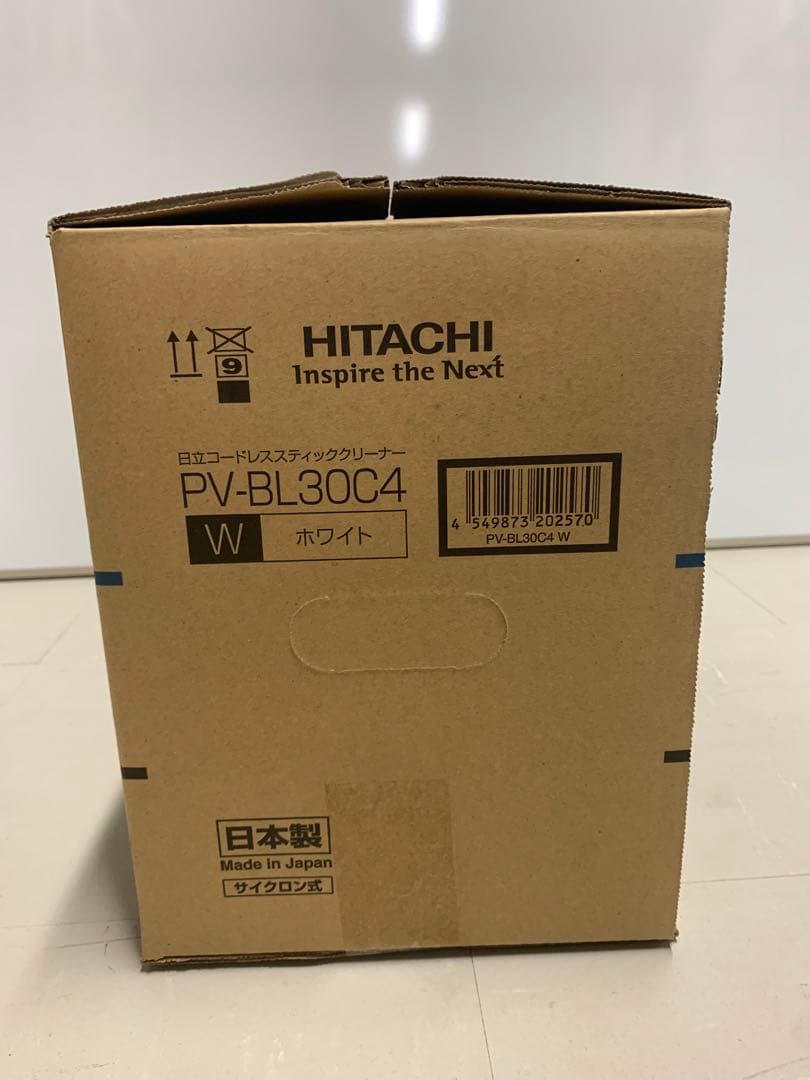 HITACHI
Inspire the Next
9
日立コードレススティッククリーナー
PV-BL30C4
W ホワイト
4 549873 202570
PV-BL30C4 W
日本製
Made in Japan
サイクロン式